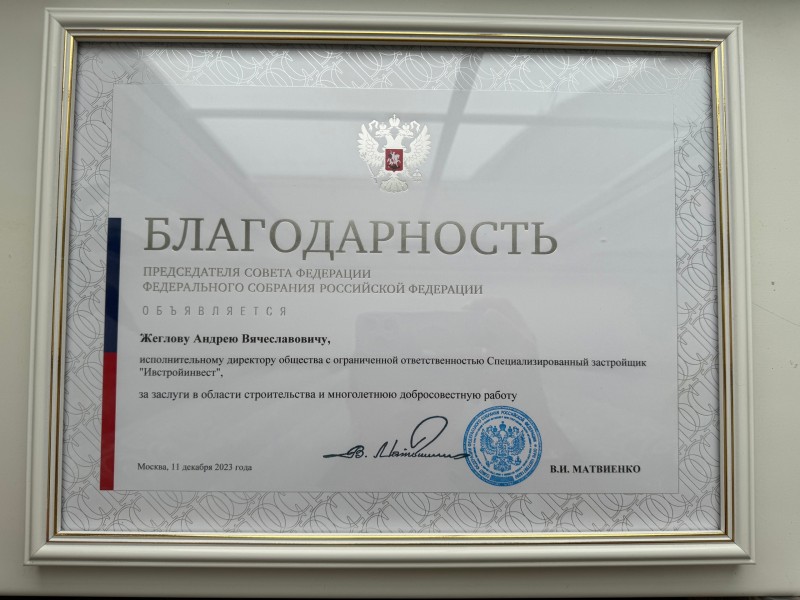 БЛАГОДАРНОСТЬ
ПРЕДСЕДАТЕЛЯ СОВЕТА ФЕДЕРАЦИИ
ФЕДЕРАЛЬНОГО СОБРАНИЯ РОССИЙСКОЙ ФЕДЕРАЦИИ
ОБЪЯВЛЯЕТСЯ
Жеглову Андрею Вячеславовичу,
исполнительному директору общества с ограниченной ответственностью Специализированный застройщик
"Ивстройинвест",
за заслуги в области строительства и многолетнюю добросовестную работу
Москва, 11 декабря 2023 года
В.И. МАТВИЕНКО